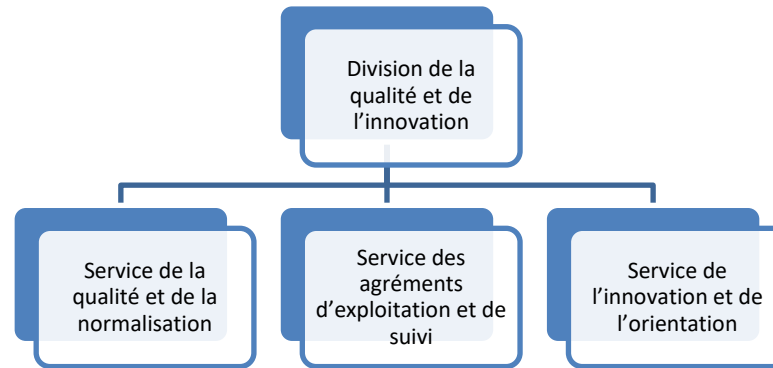 Division de la
qualité et de
l’innovation
Service de la
qualité et de la
normalisation
Service des
agréments
d’exploitation et de
suivi
Service de
l’innovation et de
l’orientation